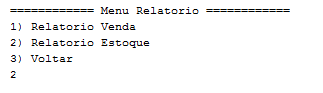 ============ Menu Relatorio ============
1) Relatorio Venda
2) Relatorio Estoque
3) Voltar
2